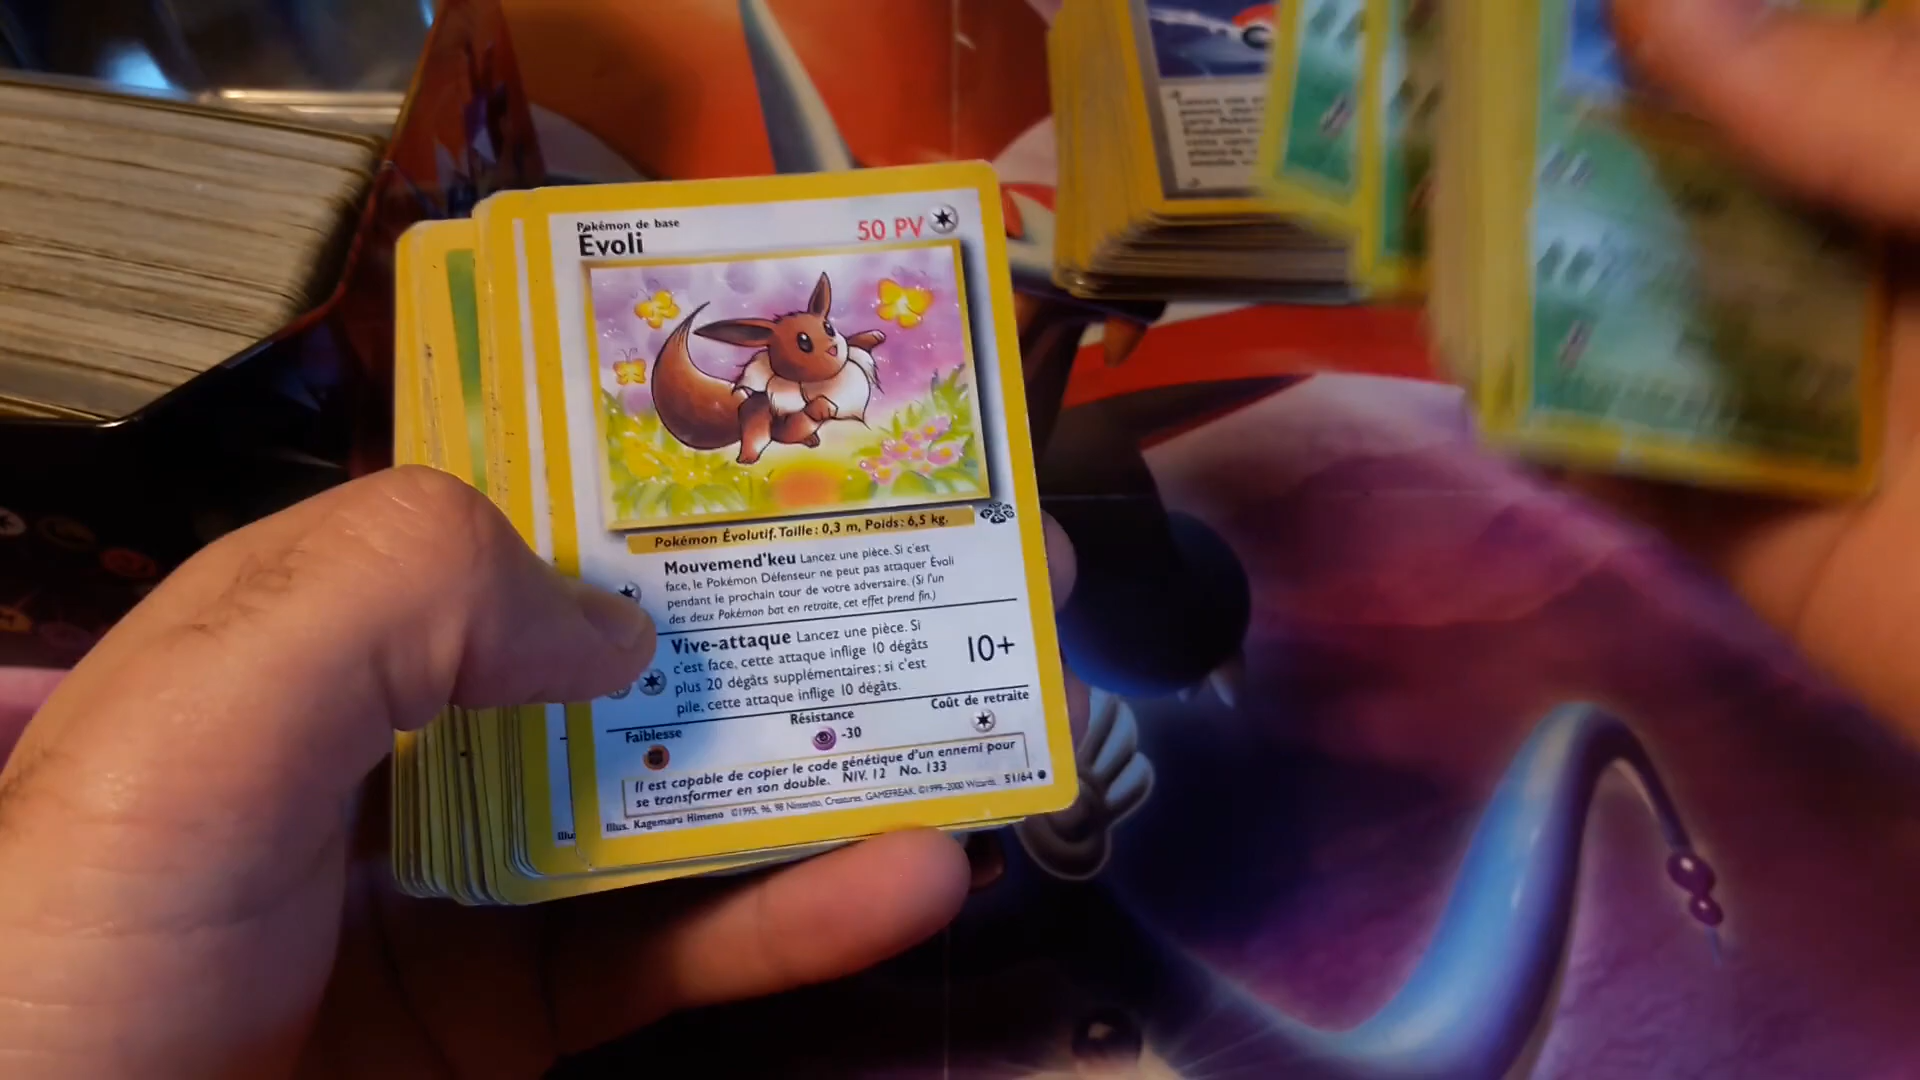 Pokémon de base
Évoli
50 PV
Pokémon Évolutif. Taille : 0,3 m, Poids : 6,5 kg.
Mouvemend'keu Lancez une pièce. Si c'est
face, le Pokémon Défenseur ne peut pas attaquer Évoli
pendant le prochain tour de votre adversaire. (Si l'un
des deux Pokémon bat en retraite, cet effet prend fin.)
Vive-attaque Lancez une pièce. Si
c'est face, cette attaque inflige 10 dégâts
plus 20 dégâts supplémentaires ; si c'est
pile, cette attaque inflige 10 dégâts.
10+
Faiblesse
Résistance
-30
Coût de retraite
Il est capable de copier le code génétique d'un ennemi pour
se transformer en son double. NIV. 12 No. 133
Illus. Kagemaru Himeno ©1995, 96, 98 Nintendo, Creatures, GAMEFREAK. ©1999-2000 Wizards. 51/64
Illu